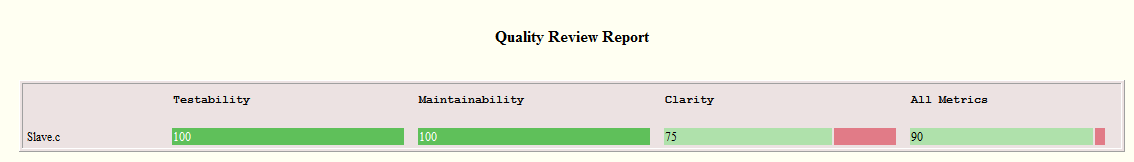 Quality Review Report
Testability Maintainability Clarity All Metrics
Slave.c 100 100 75 90